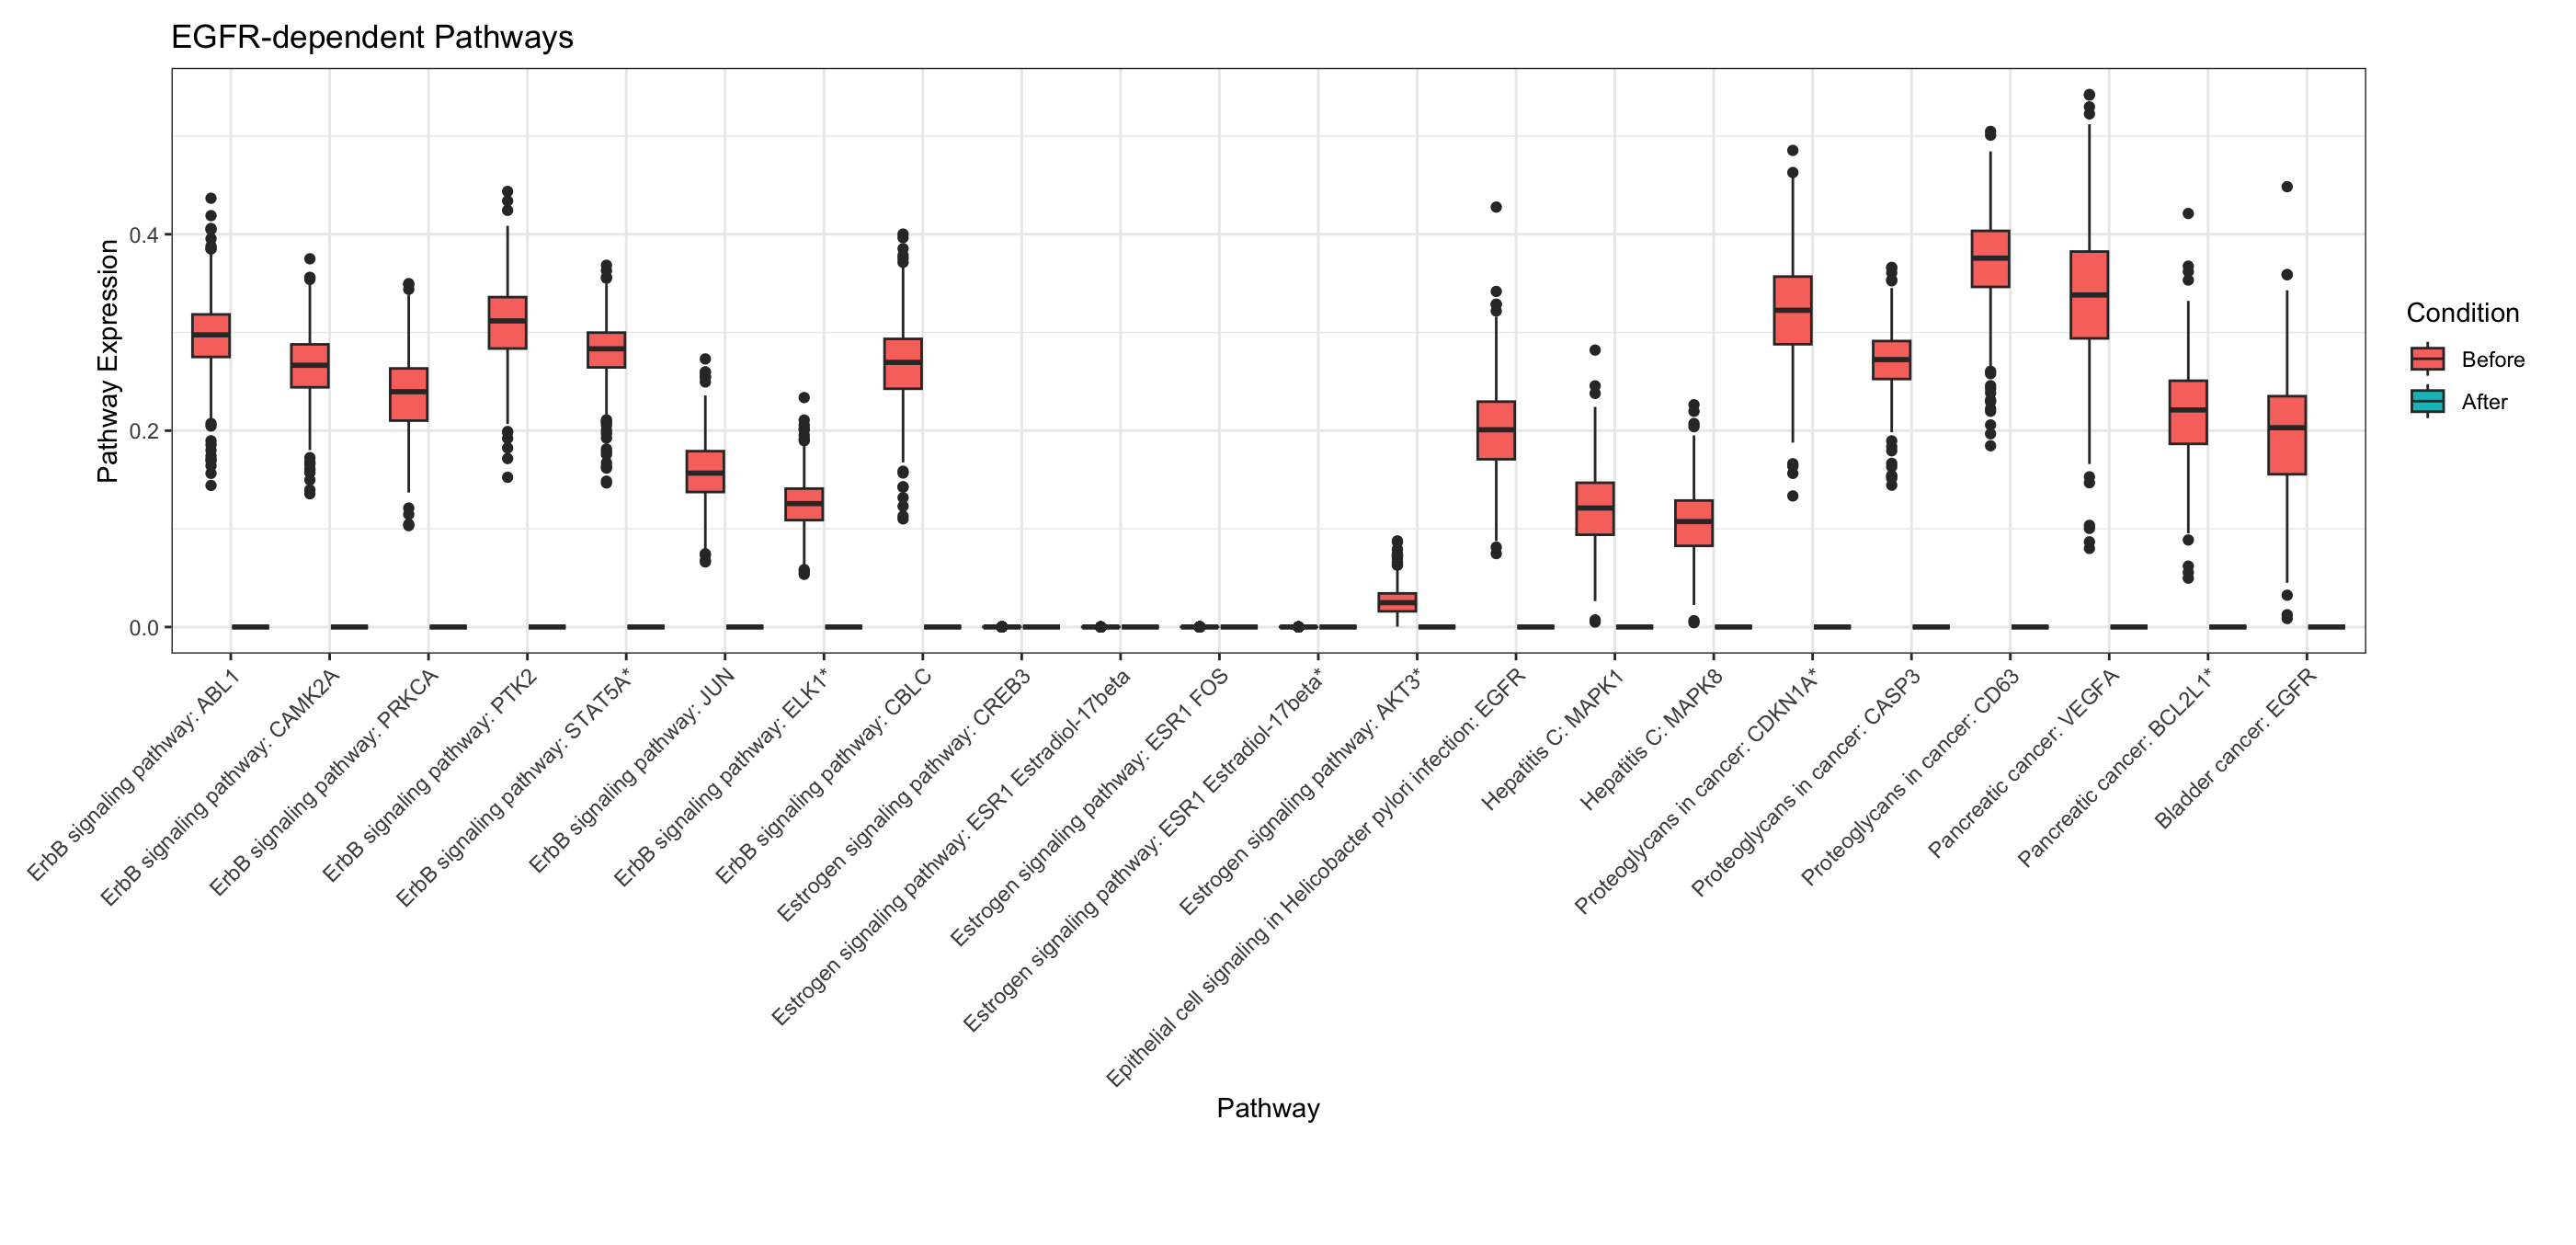 EGFR-dependent Pathways
Pathway Expression
0.4
0.2
0.0
ErbB signaling pathway: ABL1
ErbB signaling pathway: CAMK2A
ErbB signaling pathway: PRKCA
ErbB signaling pathway: PTK2
ErbB signaling pathway: STAT5A*
ErbB signaling pathway: JUN
ErbB signaling pathway: ELK1*
ErbB signaling pathway: CBLC
Estrogen signaling pathway: CREB3
Estrogen signaling pathway: ESR1 Estradiol-17beta
Estrogen signaling pathway: ESR1 FOS
Estrogen signaling pathway: ESR1 Estradiol-17beta*
Estrogen signaling pathway: AKT3*
Epithelial cell signaling in Helicobacter pylori infection: EGFR
Hepatitis C: MAPK1
Hepatitis C: MAPK8
Proteoglycans in cancer: CDKN1A*
Proteoglycans in cancer: CASP3
Proteoglycans in cancer: CD63
Pancreatic cancer: VEGFA
Pancreatic cancer: BCL2L1*
Bladder cancer: EGFR
Pathway
Condition
Before
After